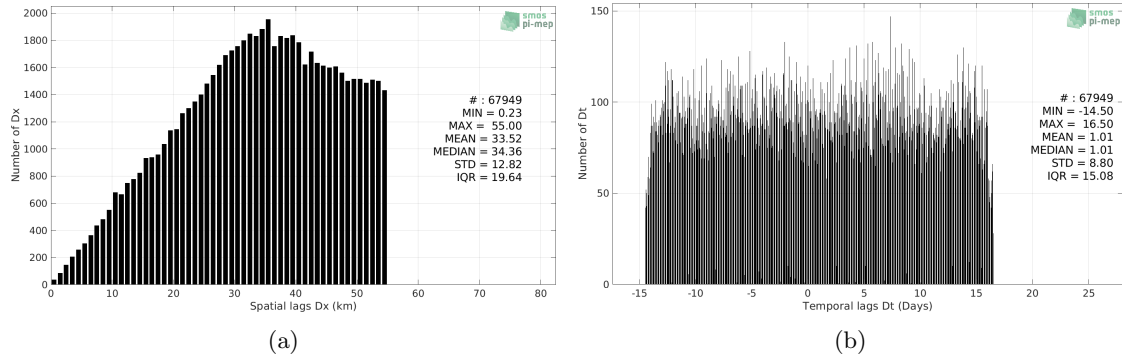 2000
1800
1600
1400
1200
1000
800
600
400
200
0
Number of Dx
0 10 20 30 40 50 60 70 80
Spatial lags Dx (km)
smos
pi-mep
# : 67949
MIN = 0.23
MAX = 55.00
MEAN = 33.52
MEDIAN = 34.36
STD = 12.82
IQR = 19.64
(a)
150
100
50
0
Number of Dt
-15 -10 -5 0 5 10 15 20 25
Temporal lags Dt (Days)
smos
pi-mep
# : 67949
MIN = -14.50
MAX = 16.50
MEAN = 1.01
MEDIAN = 1.01
STD = 8.80
IQR = 15.08
(b)